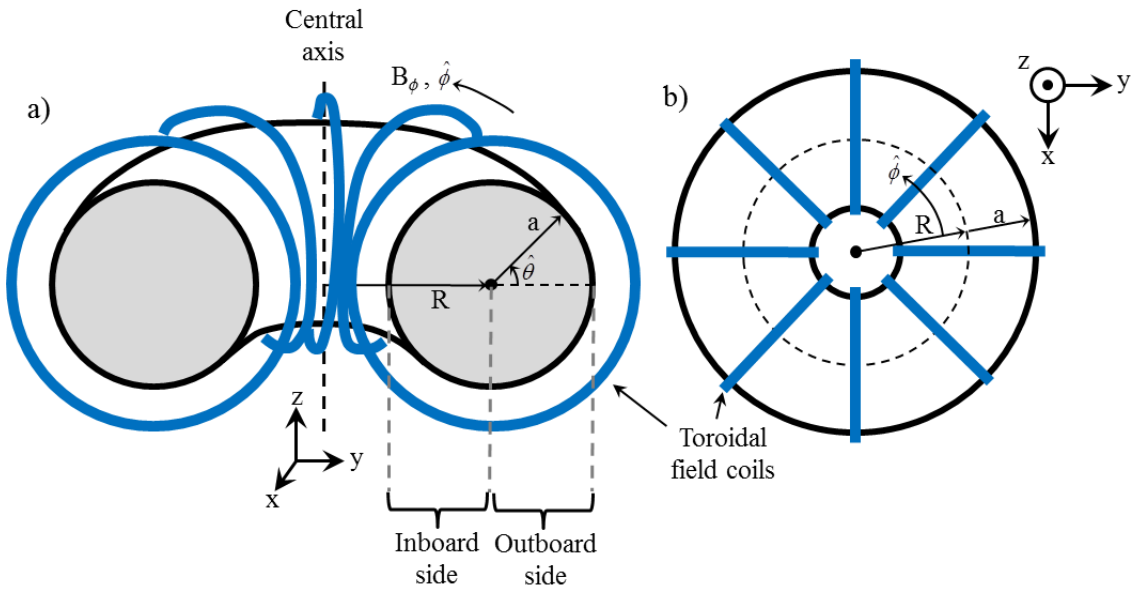 Central
axis
a)
B_ϕ, ϕ̂
a
θ̂
R
z
y
x
Inboard
side
Outboard
side
Toroidal
field coils
b)
z
y
x
ϕ̂
R
a